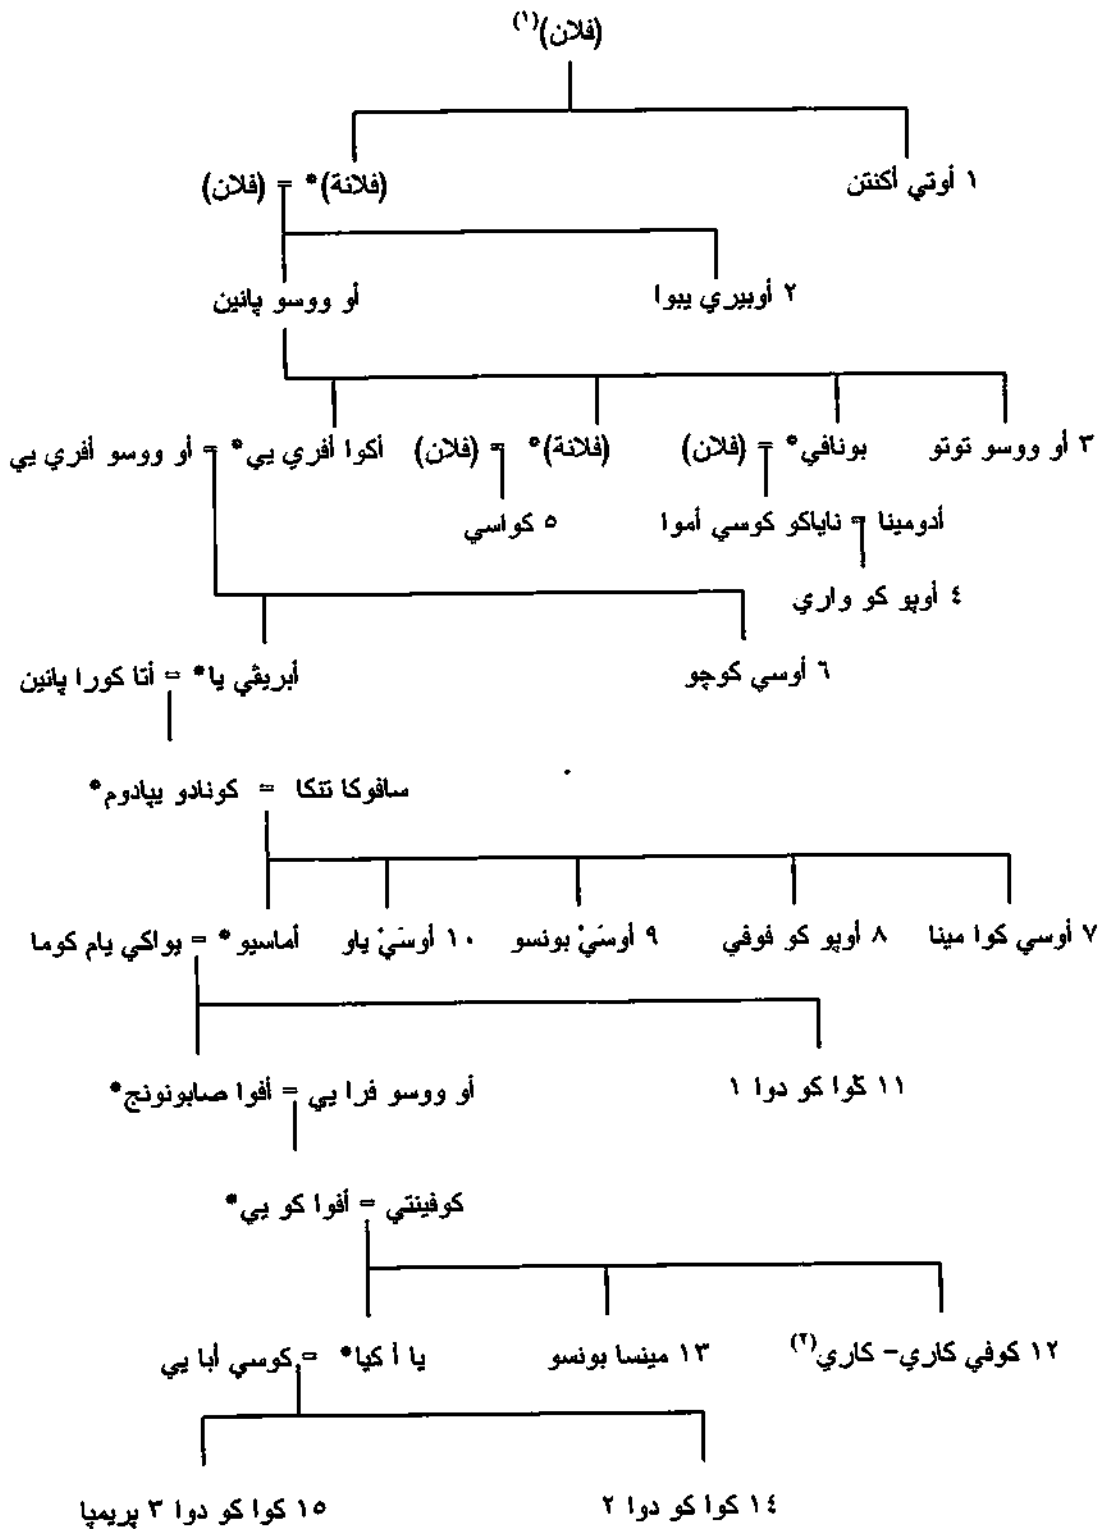 (فلان)(١)
(فلانة)* = (فلان)
١ أوتي أكنتن
أو ووسو پانين
٢ أوبيري يبوا
٣ أو ووسو توتو
بونافي* = (فلان)
(فلانة)* = (فلان)
أكوا أفري يي* = أو ووسو أفري يي
أدومينا = ناياكو كوسي أموا
٥ كواسي
٤ أوپو كو واري
٦ أوسي كوچو
أبريڤي يا* = أتا كورا پانين
سافوكا تتكا = كونادو ييادوم*
٧ أوسي كوا مينا
٨ أوپو كو فوفي
٩ أوسَيْ بونسو
١٠ أوسَيْ ياو
أماسيو* = بواكي يام كوما
١١ كوا كو دوا ١
أو ووسو فرا يي = أفوا صابونونج*
كوفينتي = أفوا كو يي*
١٢ كوفي كاري- كاري(٢)
١٣ مينسا بونسو
يا أ كيا* = كوسي أبا يي
١٤ كوا كو دوا ٢
١٥ كوا كو دوا ٣ پريمپا